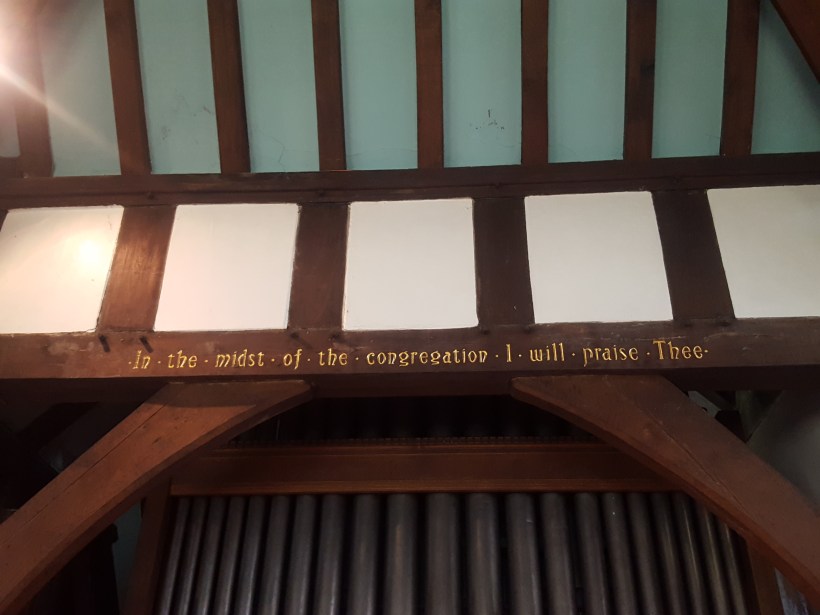 ·In · the · midst · of · the · congregation · I · will · praise · Thee·